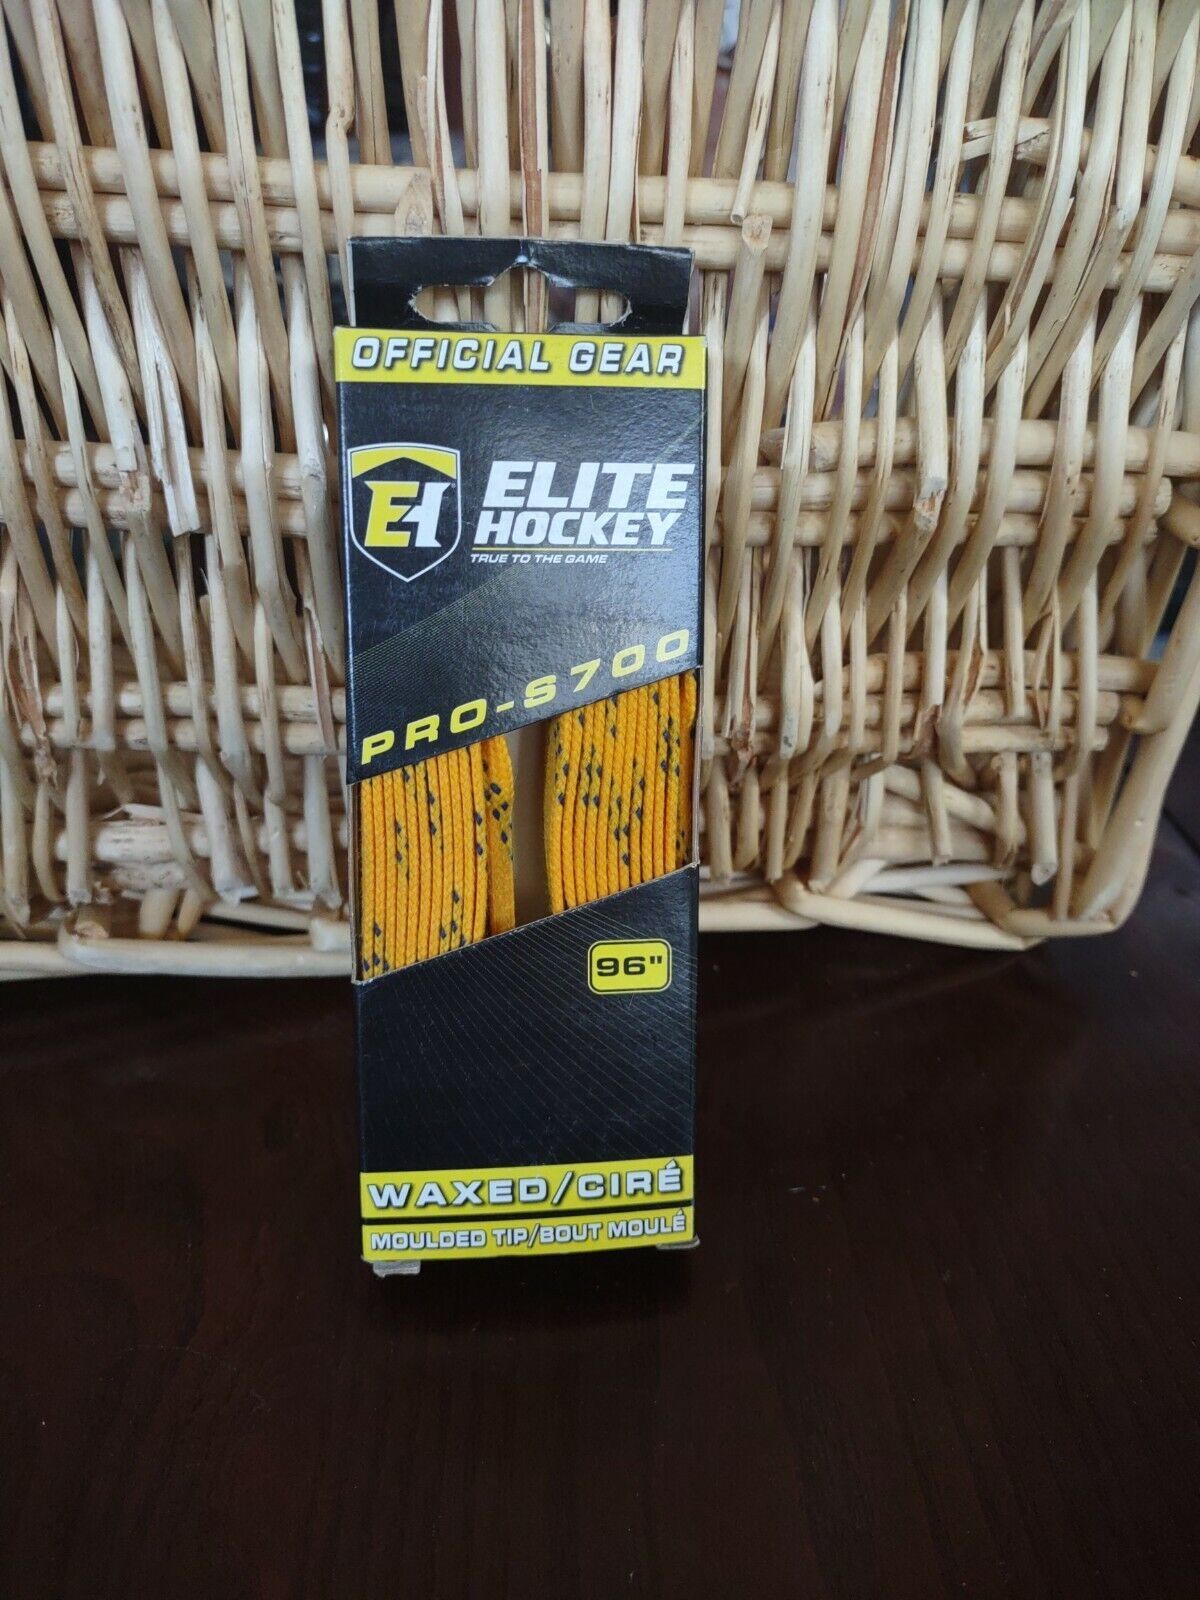 OFFICIAL GEAR
EH
ELITE
HOCKEY
TRUE TO THE GAME
PRO-S700
96"
WAXED/CIRÉ
MOULDED TIP/BOUT MOULÉ